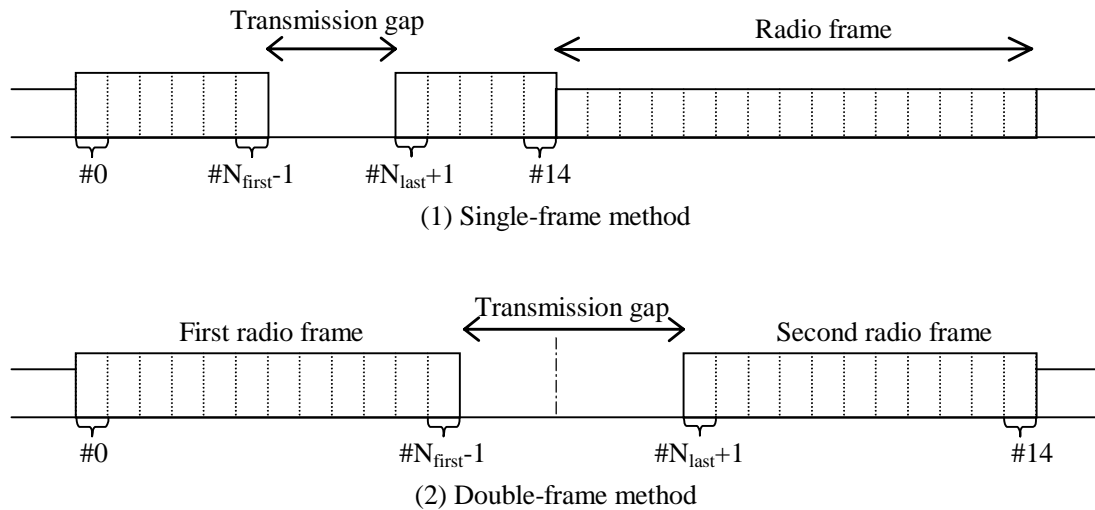 Transmission gap
Radio frame
#0
#N_first-1
#N_last+1
#14
(1) Single-frame method
Transmission gap
First radio frame
Second radio frame
#0
#N_first-1
#N_last+1
#14
(2) Double-frame method